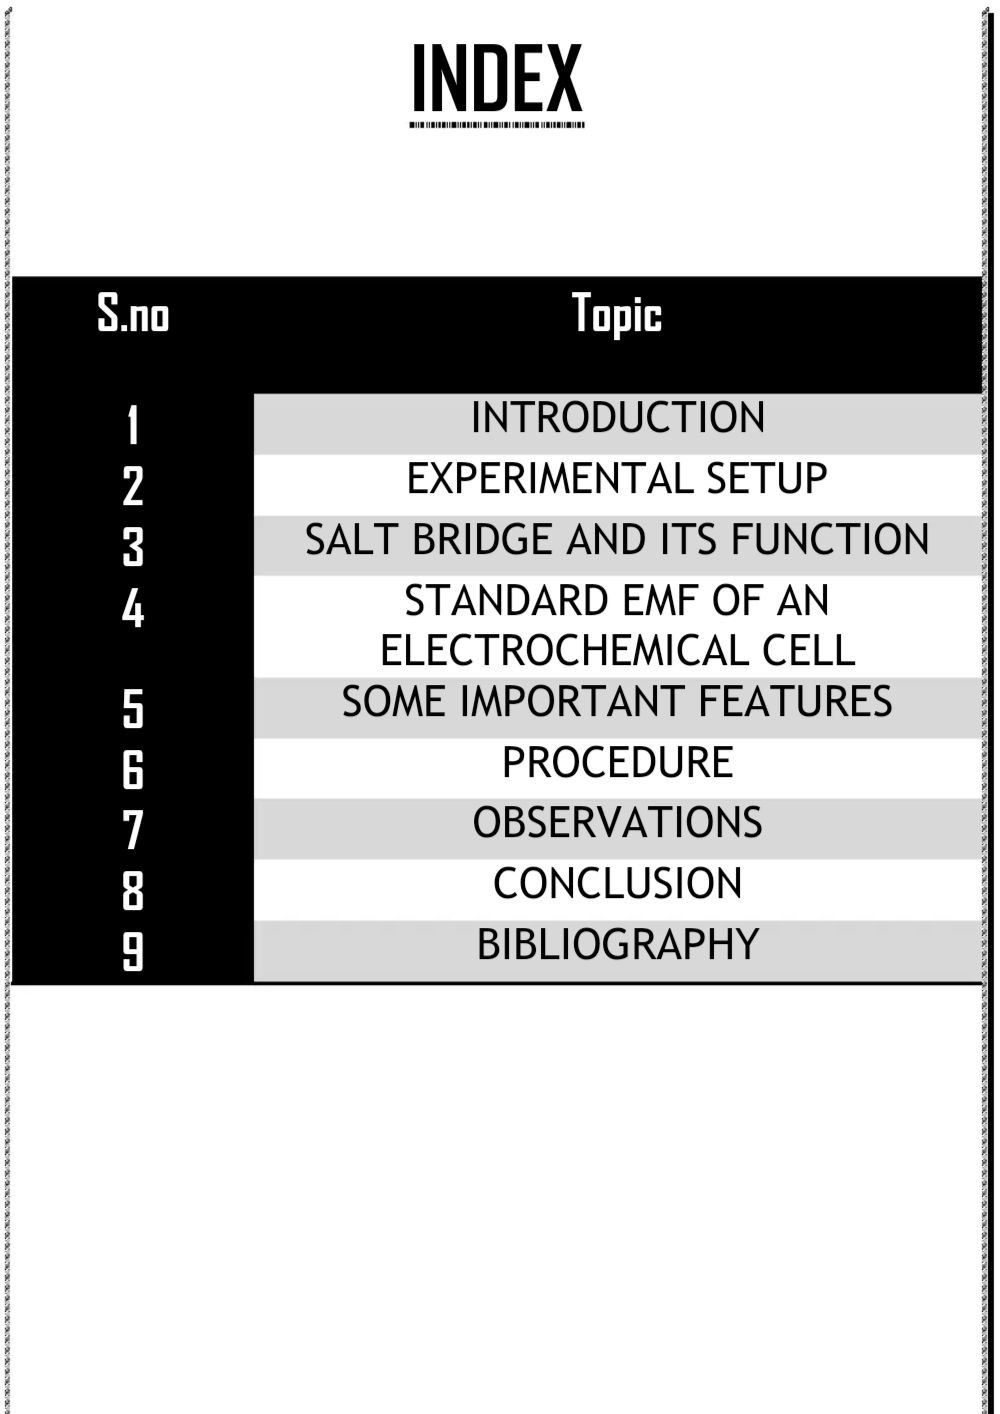 INDEX
S.no Topic
1 INTRODUCTION
2 EXPERIMENTAL SETUP
3 SALT BRIDGE AND ITS FUNCTION
4 STANDARD EMF OF AN
ELECTROCHEMICAL CELL
5 SOME IMPORTANT FEATURES
6 PROCEDURE
7 OBSERVATIONS
8 CONCLUSION
9 BIBLIOGRAPHY